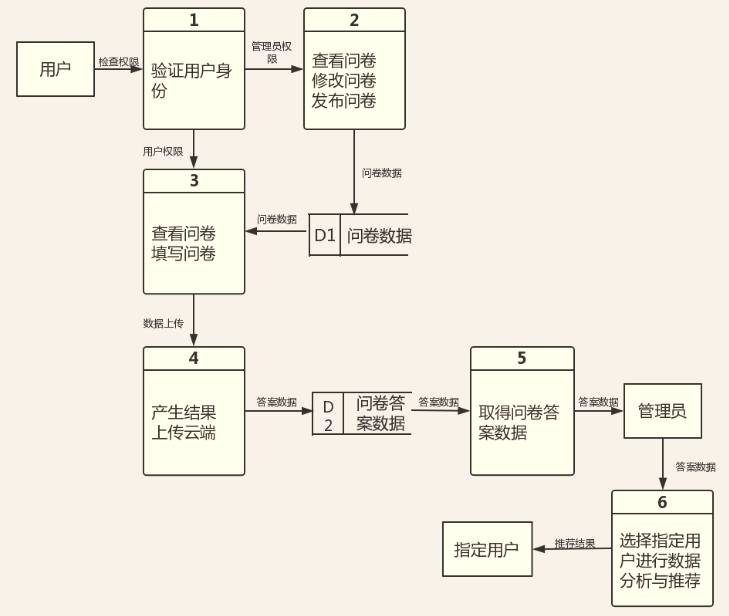 1
2
用户
检查权限
验证用户身
份
管理员权
限
查看问卷
修改问卷
发布问卷
用户权限
问卷数据
3
查看问卷
填写问卷
问卷数据
D1
问卷数据
数据上传
4
产生结果
上传云端
答案数据
D
2
问卷答
案数据
答案数据
5
取得问卷答
案数据
答案数据
管理员
答案数据
6
选择指定用
户进行数据
分析与推荐
推荐结果
指定用户